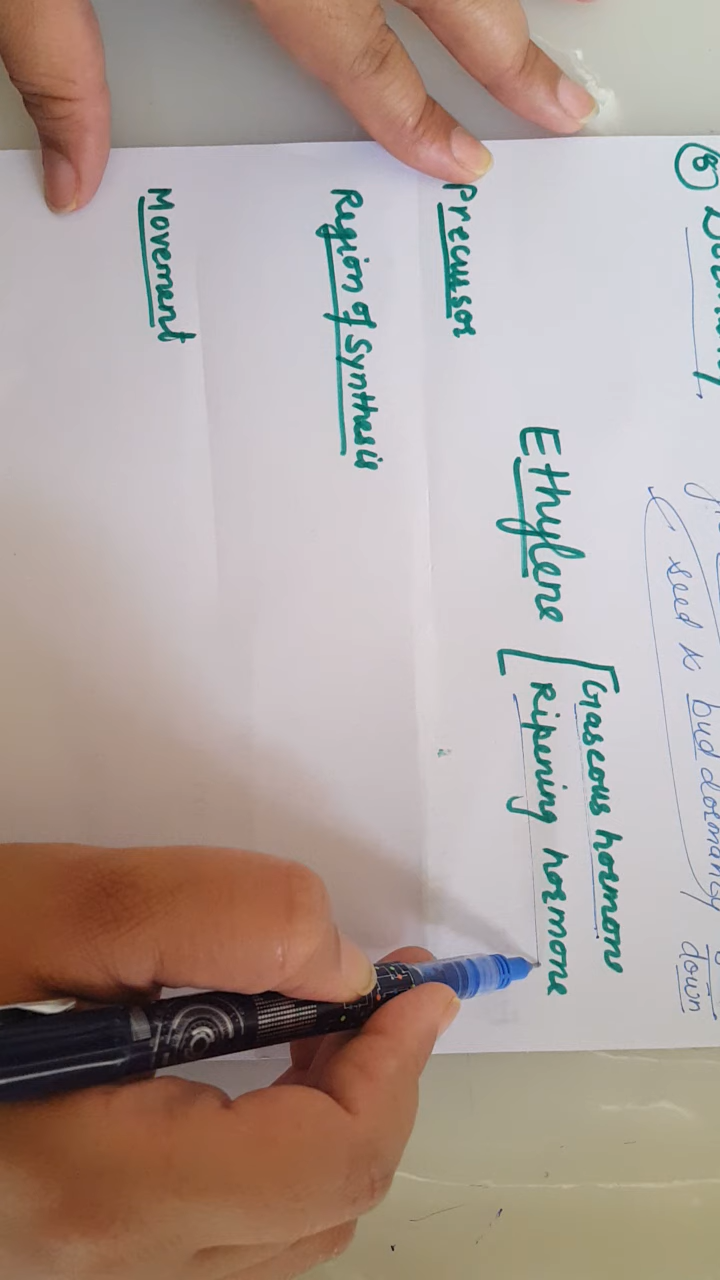 seed & bud dormancy
down
Ethylene [Gaseous hormone
Ripening hormone
Precursor
Region of Synthesis
Movement